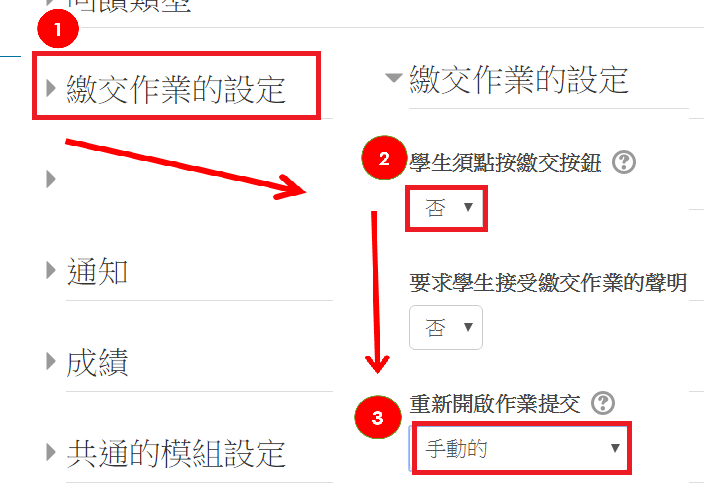 回饋類型
1
繳交作業的設定
通知
成績
共通的模組設定
繳交作業的設定
2
學生須點按繳交按鈕 ?
否
要求學生接受繳交作業的聲明
否
3
重新開啟作業提交 ?
手動的